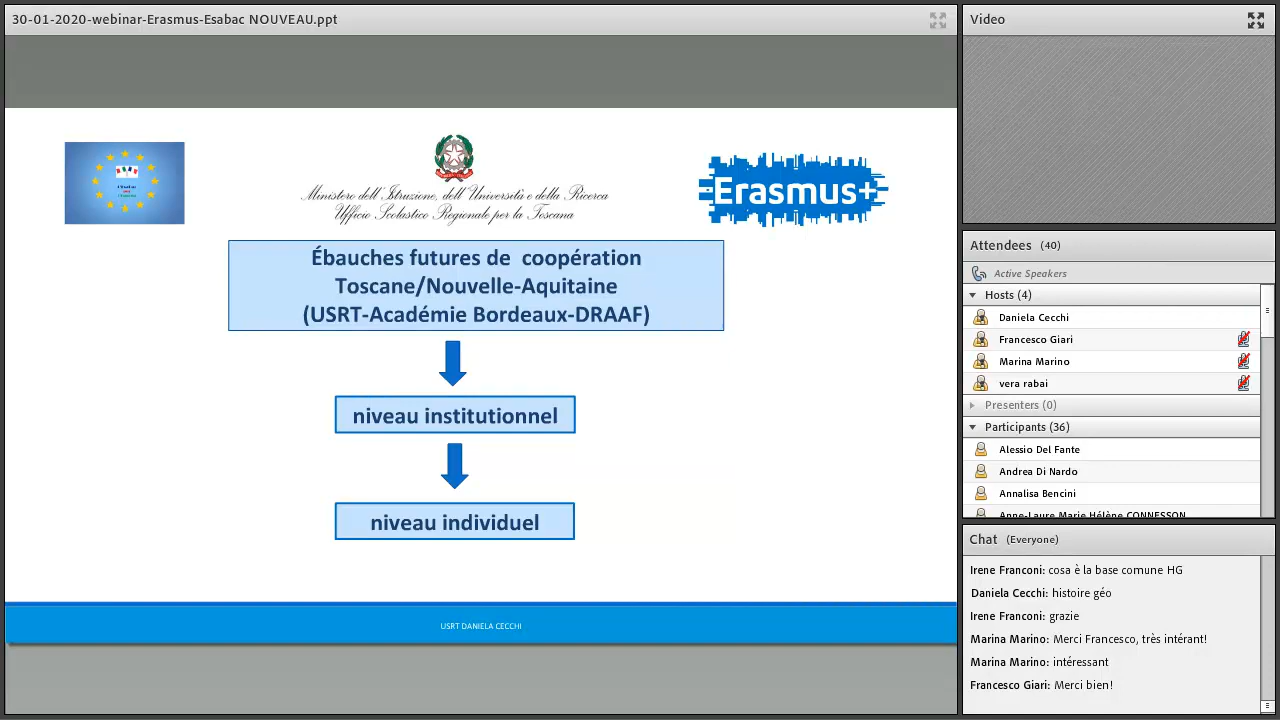 30-01-2020-webinar-Erasmus-Esabac NOUVEAU.ppt
Ministero dell'Istruzione, dell'Università e della Ricerca
Ufficio Scolastico Regionale per la Toscana
Erasmus+
Ébauches futures de coopération
Toscane/Nouvelle-Aquitaine
(USRT-Académie Bordeaux-DRAAF)
niveau institutionnel
niveau individuel
USRT DANIELA CECCHI
Video
Attendees (40)
Active Speakers
Hosts (4)
Daniela Cecchi
Francesco Giari
Marina Marino
vera rabai
Presenters (0)
Participants (36)
Alessio Del Fante
Andrea Di Nardo
Annalisa Bencini
Anne-Laure Marie Hélène CONNESSON
Chat (Everyone)
Irene Franconi: cosa è la base comune HG
Daniela Cecchi: histoire géo
Irene Franconi: grazie
Marina Marino: Merci Francesco, très intérant!
Marina Marino: intéressant
Francesco Giari: Merci bien!